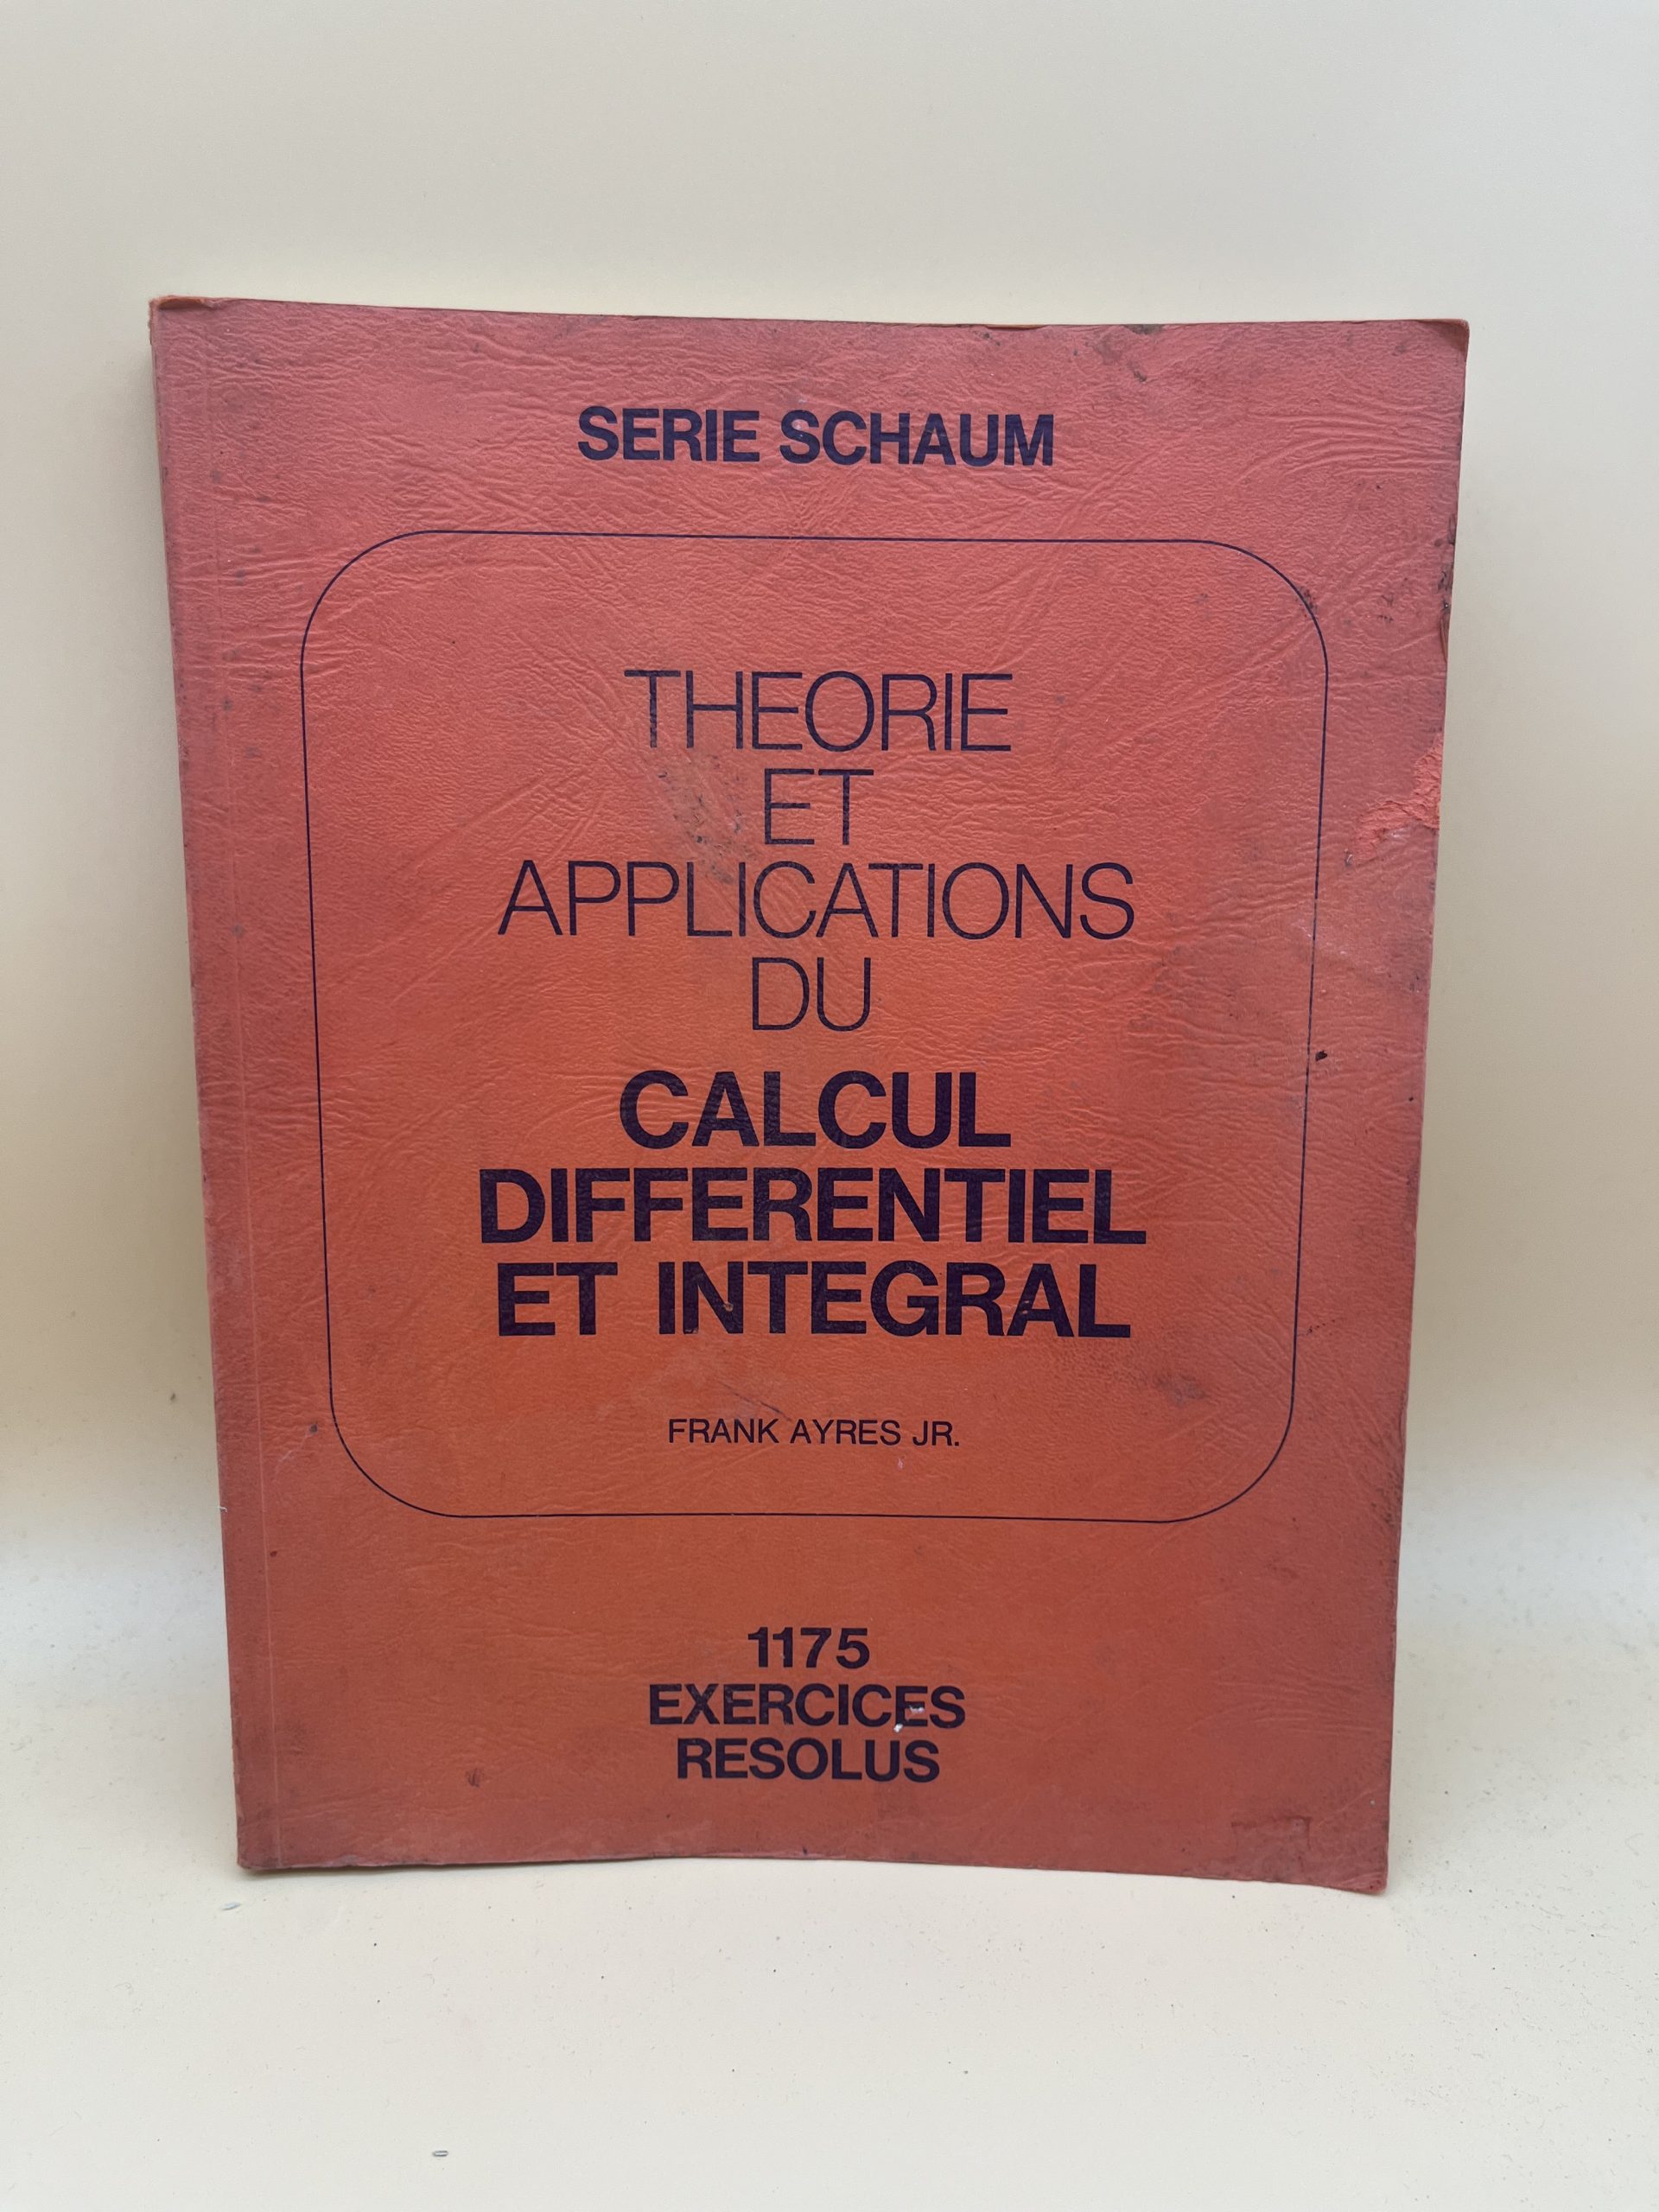 SERIE SCHAUM
THEORIE
ET
APPLICATIONS
DU
CALCUL
DIFFERENTIEL
ET INTEGRAL
FRANK AYRES JR.
1175
EXERCICES
RESOLUS